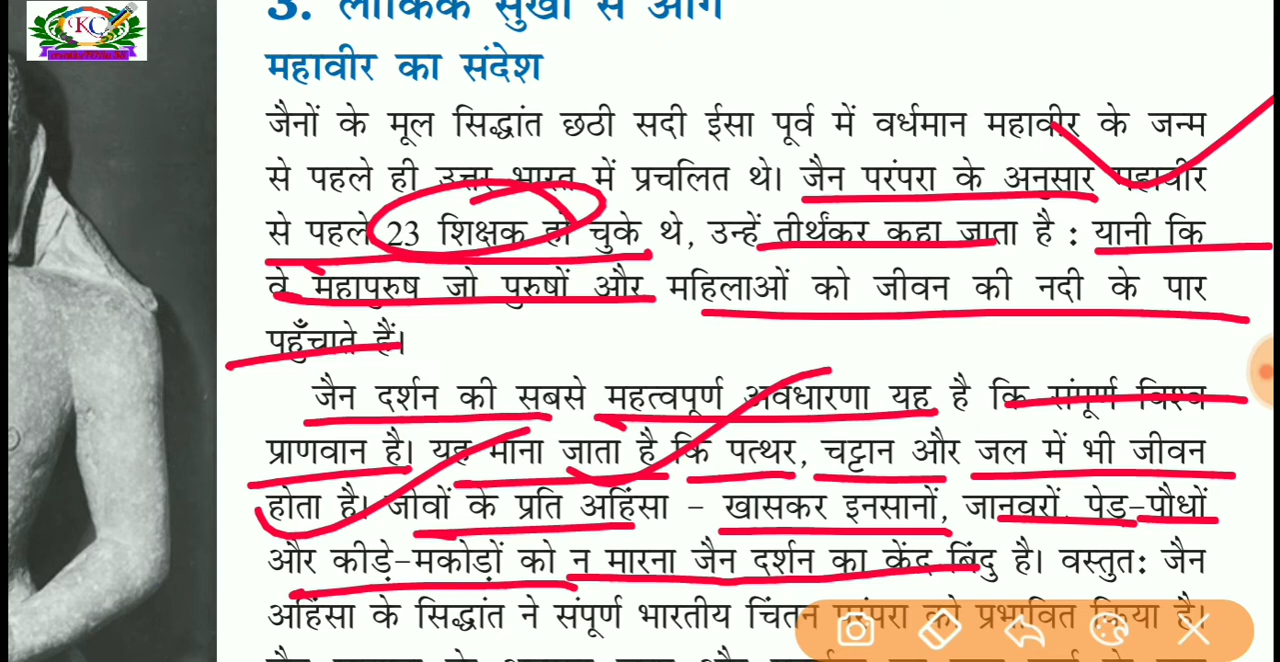 KC
3. लौकिक सुखों से आगे
महावीर का संदेश
जैनों के मूल सिद्धांत छठी सदी ईसा पूर्व में वर्धमान महावीर के जन्म
से पहले ही उत्तर भारत में प्रचलित थे। जैन परंपरा के अनुसार महावीर
से पहले 23 शिक्षक हो चुके थे, उन्हें तीर्थंकर कहा जाता है : यानी कि
वे महापुरुष जो पुरुषों और महिलाओं को जीवन की नदी के पार
पहुँचाते हैं।
जैन दर्शन की सबसे महत्वपूर्ण अवधारणा यह है कि संपूर्ण विश्व
प्राणवान है। यह माना जाता है कि पत्थर, चट्टान और जल में भी जीवन
होता है। जीवों के प्रति अहिंसा – खासकर इनसानों, जानवरों, पेड़-पौधों
और कीड़े-मकोड़ों को न मारना जैन दर्शन का केंद्र बिंदु है। वस्तुत: जैन
अहिंसा के सिद्धांत ने संपूर्ण भारतीय चिंतन परंपरा को प्रभावित किया है।